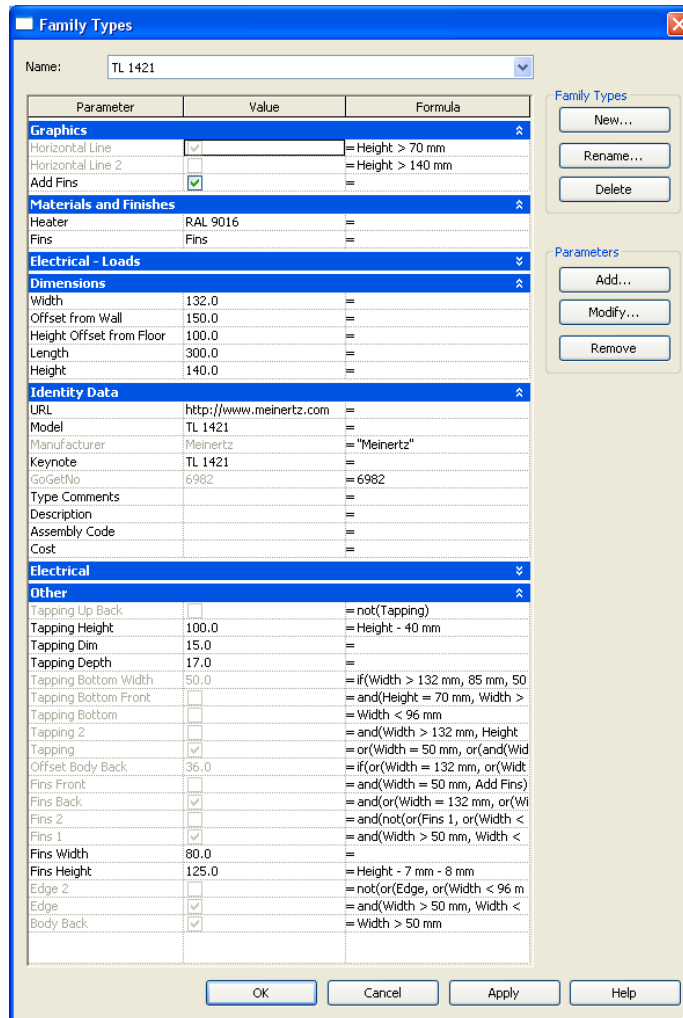 Family Types
Name: TL 1421
Parameter Value Formula
Graphics
Horizontal Line = Height > 70 mm
Horizontal Line 2 = Height > 140 mm
Add Fins =
Materials and Finishes
Heater RAL 9016 =
Fins Fins =
Electrical - Loads
Dimensions
Width 132.0 =
Offset from Wall 150.0 =
Height Offset from Floor 100.0 =
Length 300.0 =
Height 140.0 =
Identity Data
URL http://www.meinertz.com =
Model TL 1421 =
Manufacturer Meinertz = "Meinertz"
Keynote TL 1421 =
GoGetNo 6982 = 6982
Type Comments =
Description =
Assembly Code =
Cost =
Electrical
Other
Tapping Up Back = not(Tapping)
Tapping Height 100.0 = Height - 40 mm
Tapping Dim 15.0 =
Tapping Depth 17.0 =
Tapping Bottom Width 50.0 = if(Width > 132 mm, 85 mm, 50
Tapping Bottom Front = and(Height = 70 mm, Width >
Tapping Bottom = Width < 96 mm
Tapping 2 = and(Width > 132 mm, Height
Tapping = or(Width = 50 mm, or(and(Wid
Offset Body Back 36.0 = if(or(Width = 132 mm, or(Widt
Fins Front = and(Width = 50 mm, Add Fins)
Fins Back = and(or(Width = 132 mm, or(Wi
Fins 2 = and(not(or(Fins 1, or(Width <
Fins 1 = and(Width > 50 mm, Width <
Fins Width 80.0 =
Fins Height 125.0 = Height - 7 mm - 8 mm
Edge 2 = not(or(Edge, or(Width < 96 m
Edge = and(Width > 50 mm, Width <
Body Back = Width > 50 mm
Family Types
New...
Rename...
Delete
Parameters
Add...
Modify...
Remove
OK Cancel Apply Help